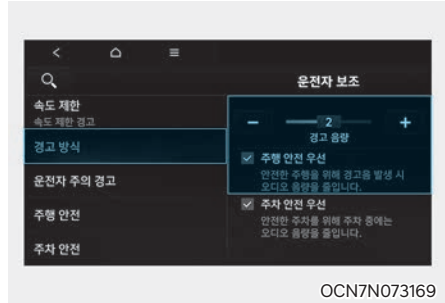 운전자 보조
속도 제한
속도 제한 경고
경고 방식
운전자 주의 경고
주행 안전
주차 안전
2
경고 음량
주행 안전 우선
안전한 주행을 위해 경고음 발생 시
오디오 음량을 줄입니다.
주차 안전 우선
안전한 주차를 위해 주차 중에는
오디오 음량을 줄입니다.
OCN7N073169